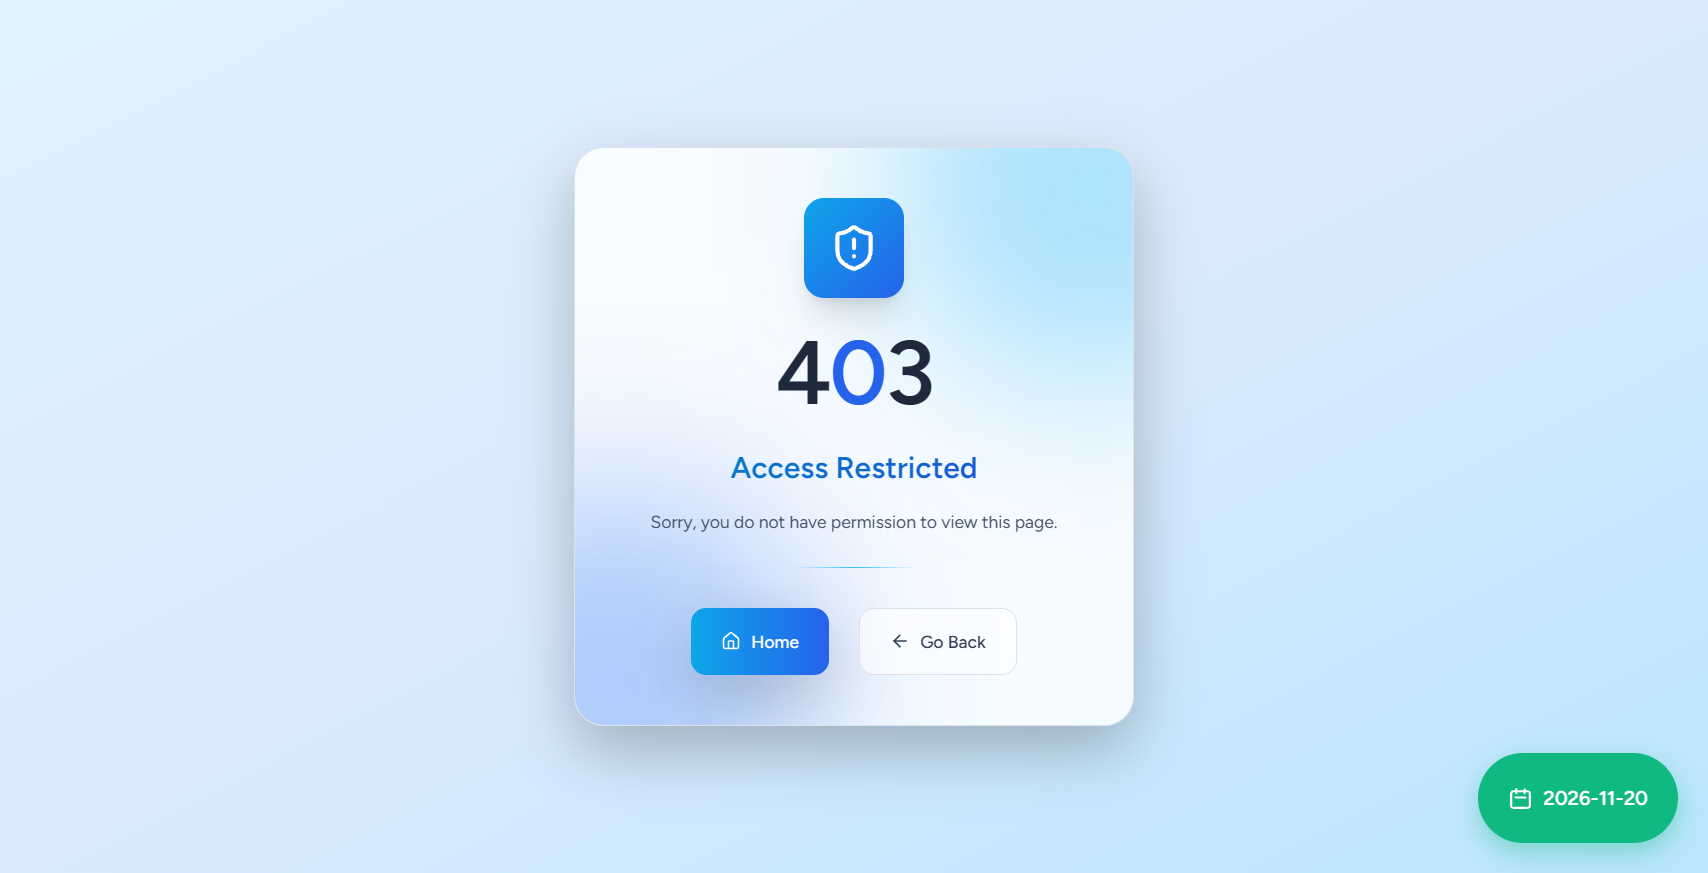 403
Access Restricted
Sorry, you do not have permission to view this page.
Home
Go Back
2026-11-20